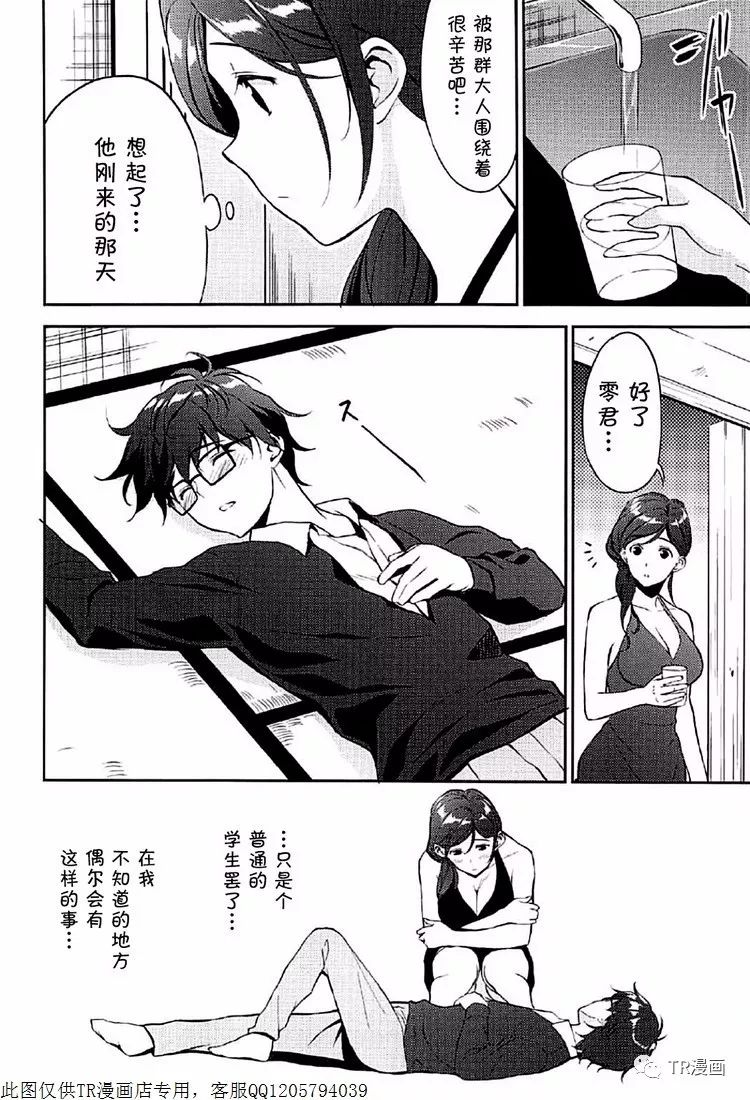 被那群大人围绕着
很辛苦吧…
想起了…
他刚来的那天
好了
零君…
ス
…只是个
普通的
学生罢了…
在我
不知道的地方
偶尔会有
这样的事…
TR漫画
此图仅供TR漫画店专用，客服QQ1205794039